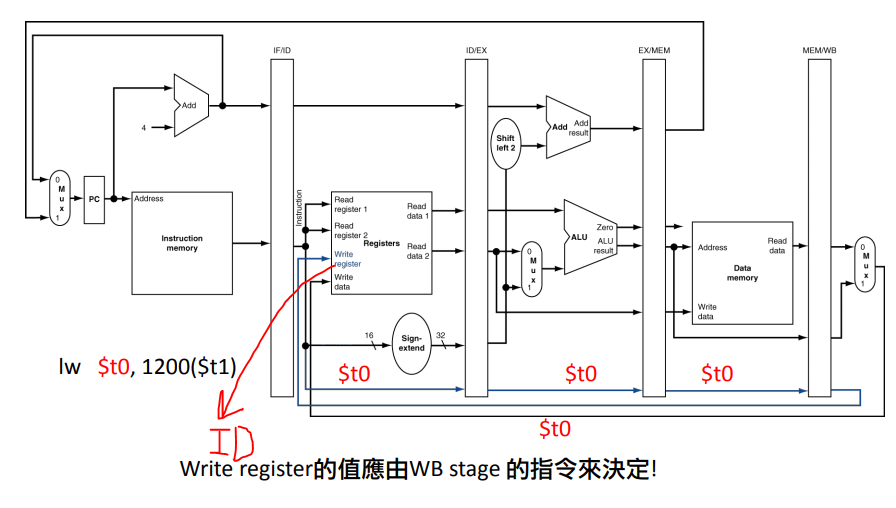 IF/ID
ID/EX
EX/MEM
MEM/WB
Add
4
Add
Add
result
Shift
left 2
0
M
u
x
1
PC
Address
Instruction
memory
Instruction
Read
register 1
Read
register 2
Write
register
Write
data
Registers
Read
data 1
Read
data 2
16
Sign-
extend
32
0
M
u
x
1
ALU
Zero
ALU
result
Address
Read
data
Data
memory
Write
data
0
M
u
x
1
lw $t0, 1200($t1)
$t0
$t0
$t0
$t0
ID
Write register的值應由WB stage 的指令來決定!